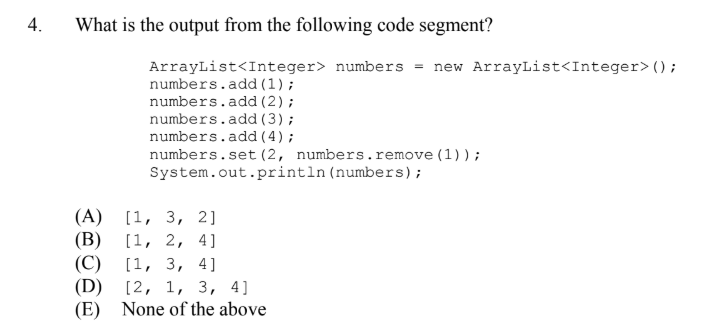 4. What is the output from the following code segment?
ArrayList<Integer> numbers = new ArrayList<Integer>();
numbers.add(1);
numbers.add(2);
numbers.add(3);
numbers.add(4);
numbers.set(2, numbers.remove(1));
System.out.println(numbers);
(A) [1, 3, 2]
(B) [1, 2, 4]
(C) [1, 3, 4]
(D) [2, 1, 3, 4]
(E) None of the above